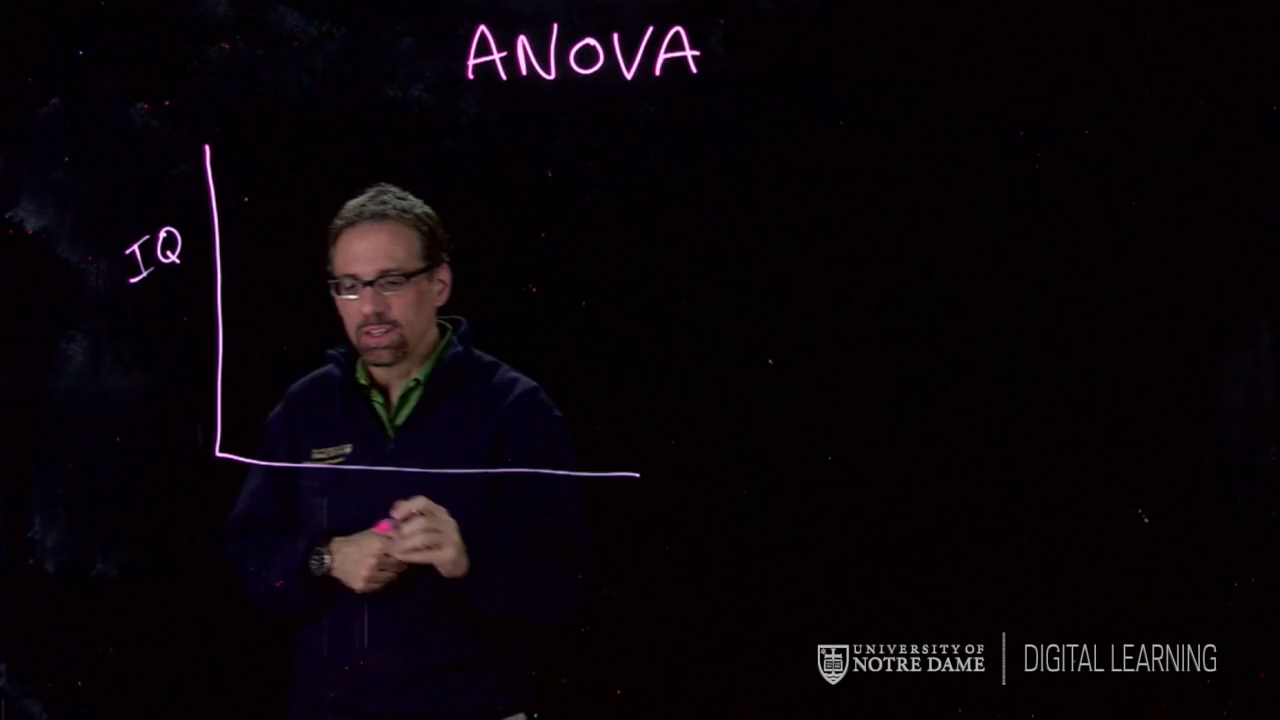 ANOVA
IQ
UNIVERSITY OF
NOTRE DAME
DIGITAL LEARNING